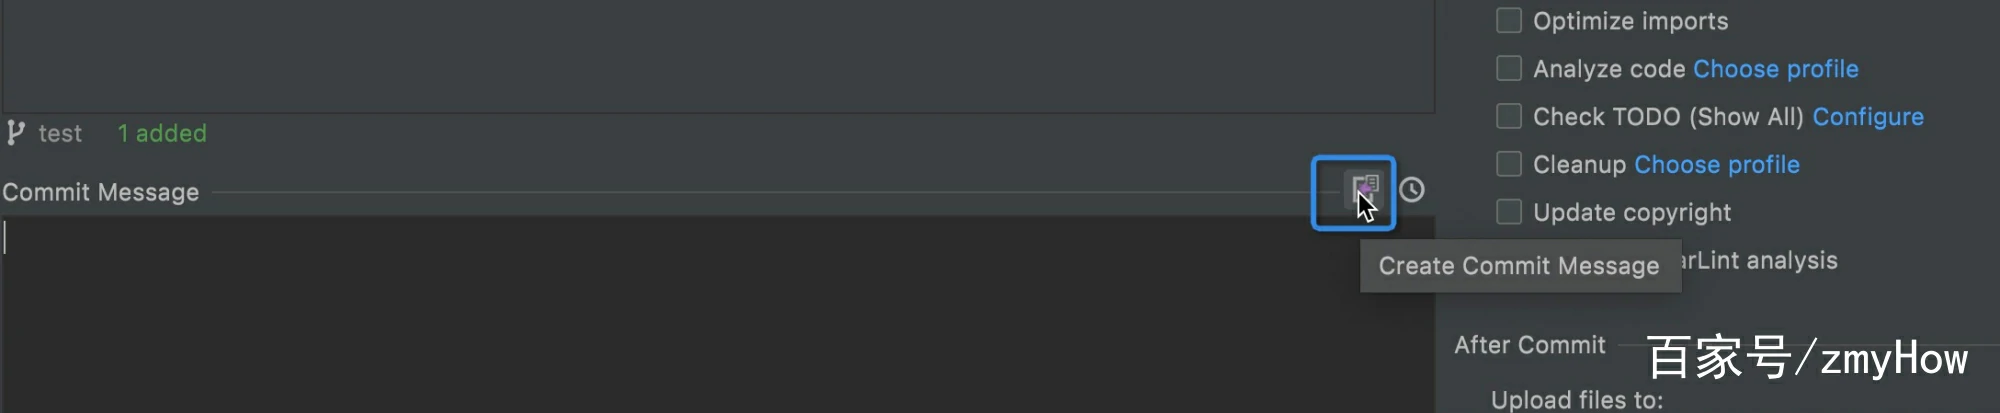 Optimize imports
Analyze code Choose profile
Check TODO (Show All) Configure
test 1 added
Cleanup Choose profile
Commit Message
Update copyright
Create Commit Message
arLint analysis
After Commit
百家号/zmyHow
Upload files to: